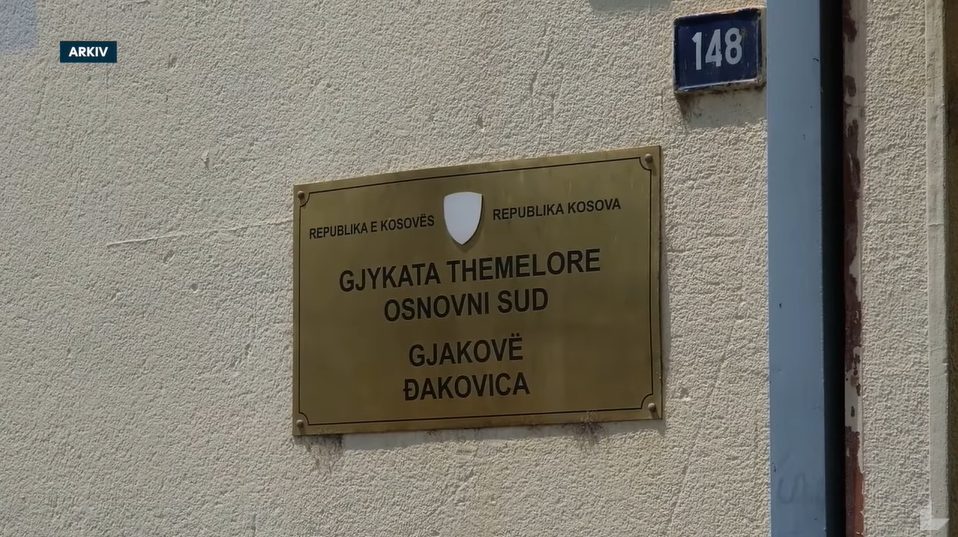 ARKIV
148
REPUBLIKA E KOSOVËS REPUBLIKA KOSOVA
GJYKATA THEMELORE
OSNOVNI SUD
GJAKOVË
ĐAKOVICA